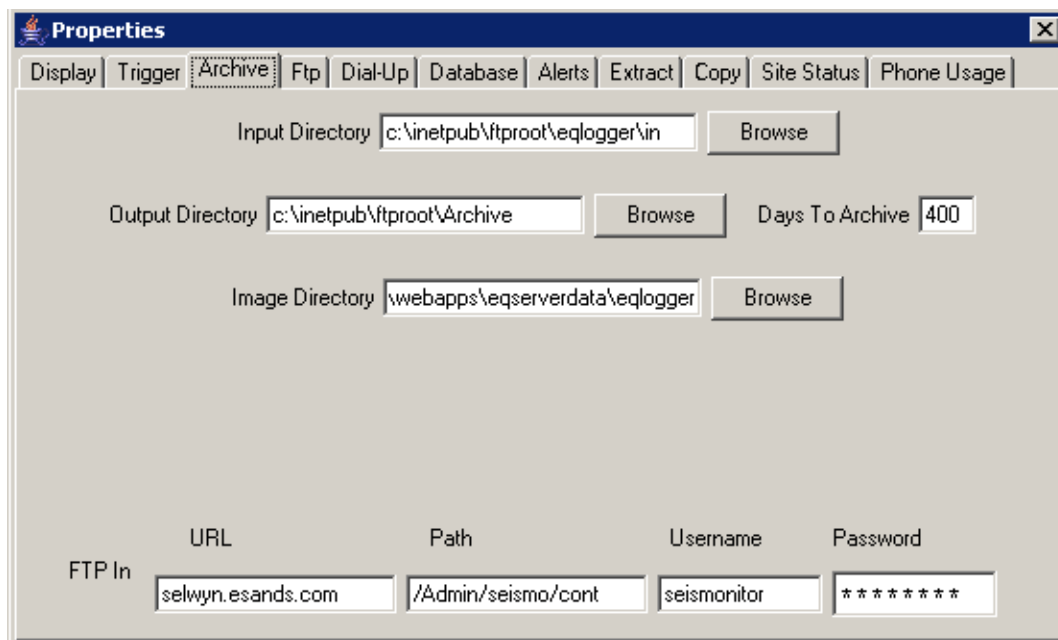 Properties
Display Trigger Archive Ftp Dial-Up Database Alerts Extract Copy Site Status Phone Usage
Input Directory c:\inetpub\ftproot\eqlogger\in Browse
Output Directory c:\inetpub\ftproot\Archive Browse Days To Archive 400
Image Directory \webapps\eqserverdata\eqlogger Browse
URL Path Username Password
FTP In selwyn.esands.com /Admin/seismo/cont seismonitor ********